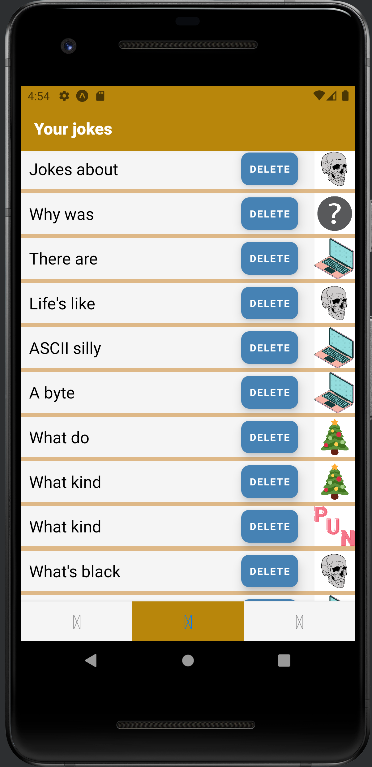 4:54
Your jokes
Jokes about DELETE
Why was DELETE ?
There are DELETE
Life's like DELETE
ASCII silly DELETE
A byte DELETE
What do DELETE
What kind DELETE
What kind DELETE PUN
What's black DELETE